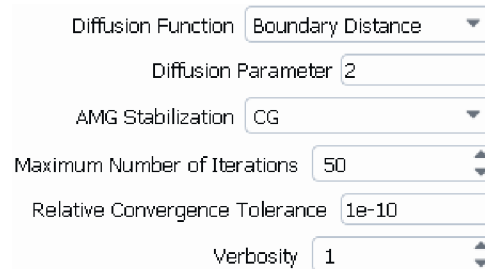 Diffusion Function Boundary Distance
Diffusion Parameter 2
AMG Stabilization CG
Maximum Number of Iterations 50
Relative Convergence Tolerance 1e-10
Verbosity 1